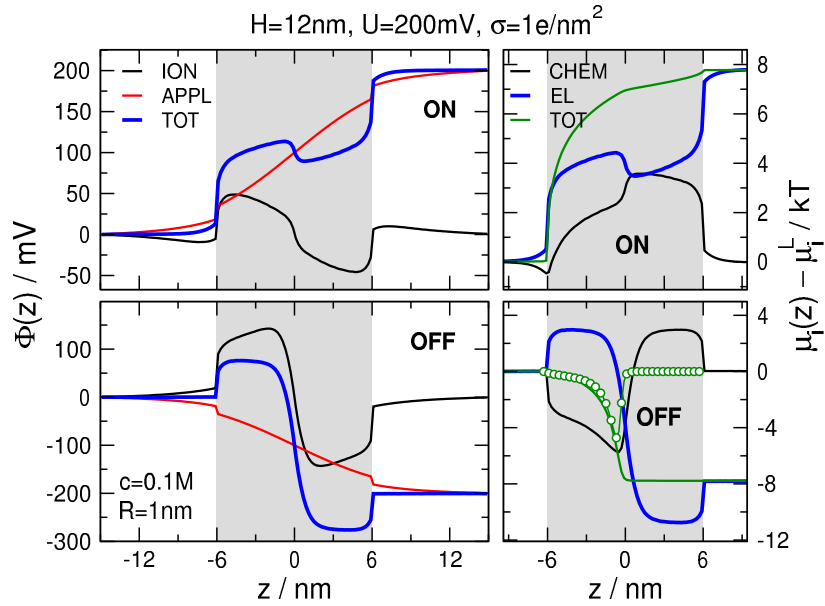 H=12nm, U=200mV, σ=1e/nm²
ION
APPL
TOT
ON
200
150
100
50
0
-50
CHEM
EL
TOT
ON
8
6
4
2
0
Φ(z) / mV
μi(z) − μiL / kT
OFF
c=0.1M
R=1nm
100
0
-100
-200
-300
OFF
4
0
-4
-8
-12
-12 -6 0 6 12
-6 0 6
z / nm
z / nm